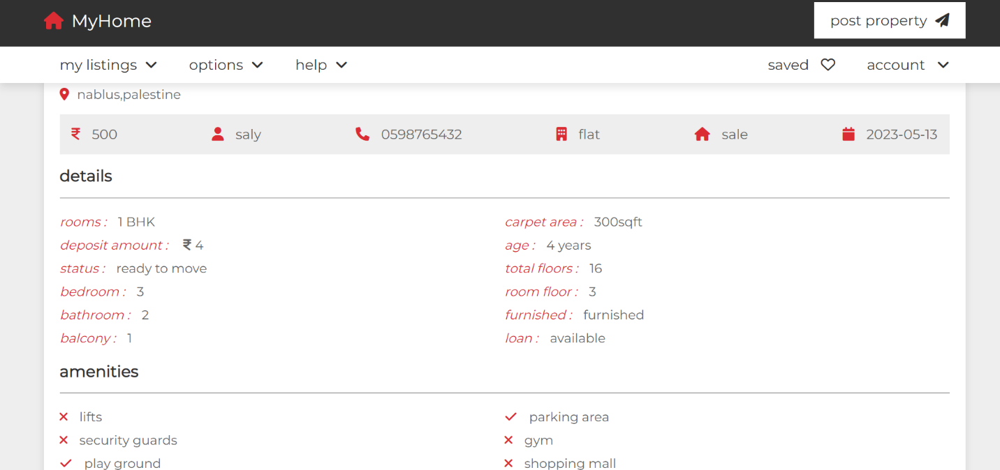 MyHome
post property
my listings options help saved account
nablus,palestine
₹ 500 saly 0598765432 flat sale 2023-05-13
details
rooms : 1 BHK
deposit amount : ₹ 4
status : ready to move
bedroom : 3
bathroom : 2
balcony : 1
carpet area : 300sqft
age : 4 years
total floors : 16
room floor : 3
furnished : furnished
loan : available
amenities
lifts
security guards
play ground
parking area
gym
shopping mall